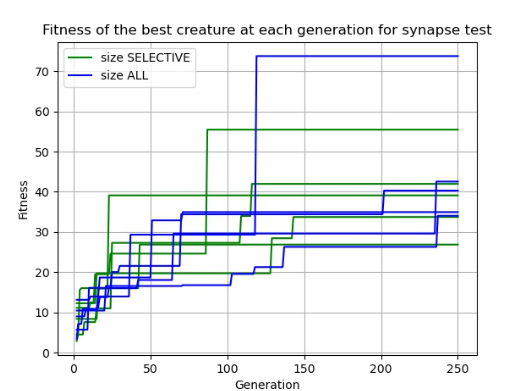 Fitness of the best creature at each generation for synapse test
size SELECTIVE
size ALL
70
60
50
40
30
20
10
0
Fitness
0 50 100 150 200 250
Generation